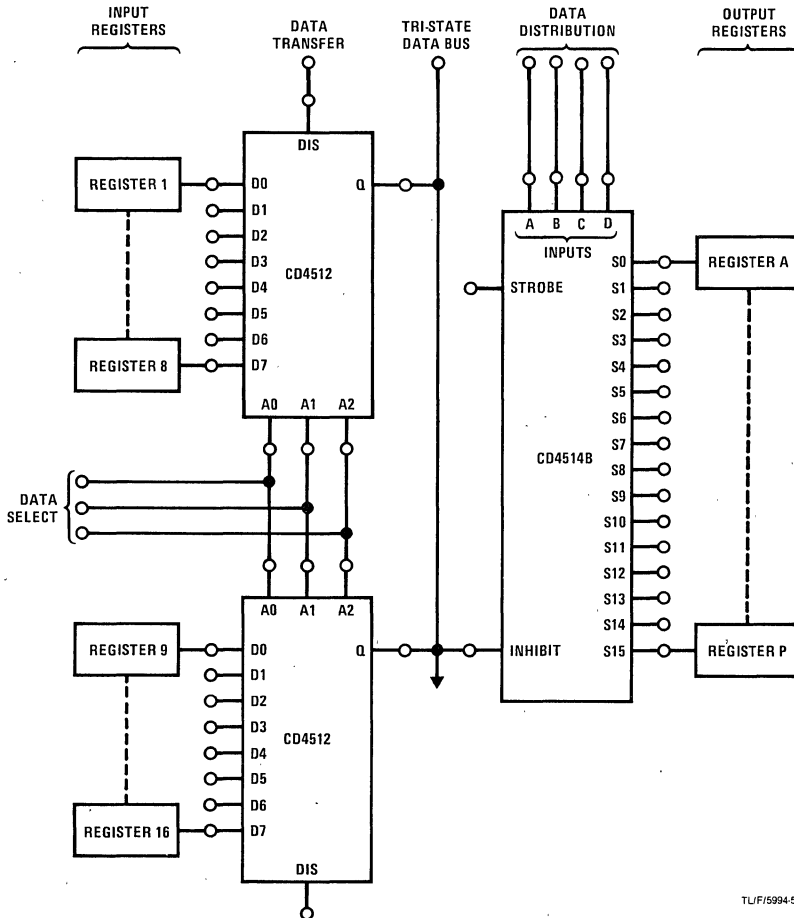 INPUT
REGISTERS
DATA
TRANSFER
TRI-STATE
DATA BUS
DATA
DISTRIBUTION
OUTPUT
REGISTERS
DIS
REGISTER 1
D0
D1
D2
D3
D4
D5
D6
D7
CD4512
Q
REGISTER 8
A0 A1 A2
DATA
SELECT
A B C D
INPUTS
STROBE
CD4514B
INHIBIT
S0
S1
S2
S3
S4
S5
S6
S7
S8
S9
S10
S11
S12
S13
S14
S15
REGISTER A
REGISTER P
A0 A1 A2
REGISTER 9
D0
D1
D2
D3
D4
D5
D6
D7
CD4512
Q
REGISTER 16
DIS
TL/F/5994-5